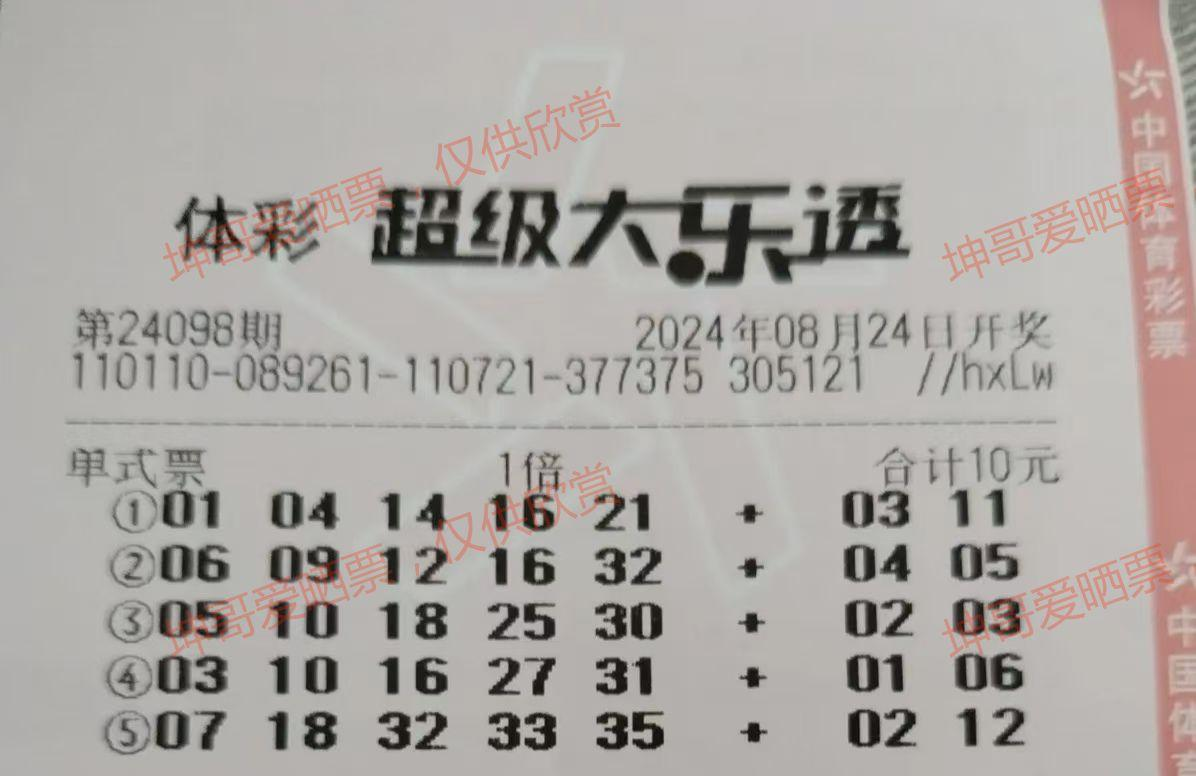 体彩 超级大乐透
第24098期 2024年08月24日开奖
110110-089261-110721-377375 305121 //hxLw
单式票 1倍 合计10元
①01 04 14 16 21 + 03 11
②06 09 12 16 32 + 04 05
③05 10 18 25 30 + 02 03
④03 10 16 27 31 + 01 06
⑤07 18 32 33 35 + 02 12
中国体育彩票
中国体育
坤哥爱晒票，仅供欣赏
坤哥爱晒票
坤哥爱晒票，仅供欣赏
坤哥爱晒票